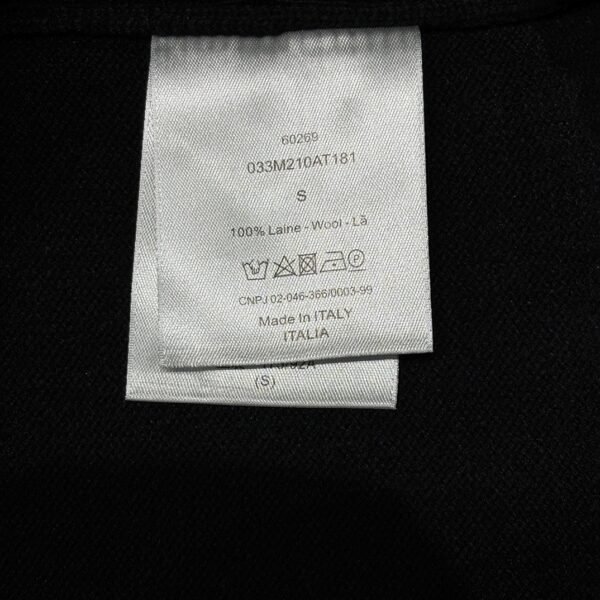 60269
033M210AT181
S
100% Laine - Wool - Lã
CNPJ 02-046-366/0003-99
Made In ITALY
ITALIA
(S)